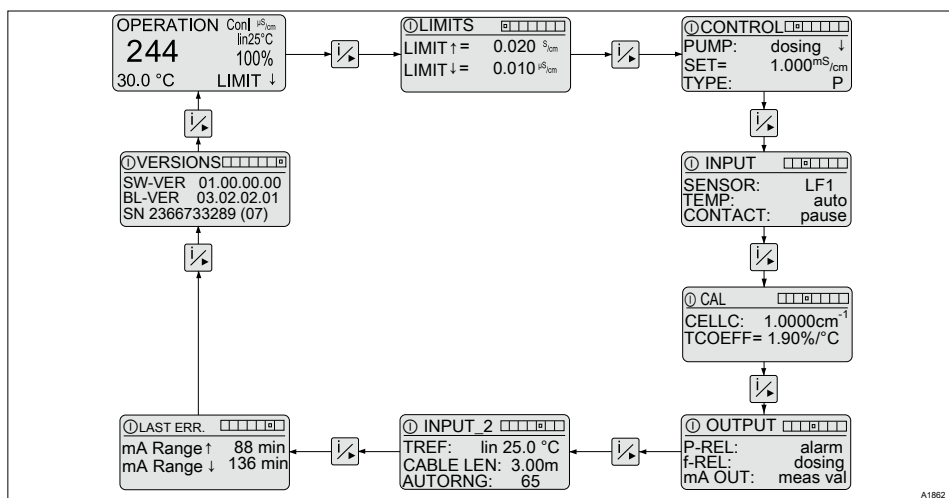 OPERATION Conl µS/cm
lin25°C
244 100%
30.0 °C LIMIT ↓
i/▶
ⓘLIMITS
LIMIT↑= 0.020 S/cm
LIMIT↓= 0.010 µS/cm
i/▶
ⓘCONTROL
PUMP: dosing ↓
SET= 1.000mS/cm
TYPE: P
i/▶
ⓘ INPUT
SENSOR: LF1
TEMP: auto
CONTACT: pause
i/▶
ⓘ CAL
CELLC: 1.0000cm-1
TCOEFF= 1.90%/°C
i/▶
ⓘ OUTPUT
P-REL: alarm
f-REL: dosing
mA OUT: meas val
i/▶
ⓘ INPUT_2
TREF: lin 25.0 °C
CABLE LEN: 3.00m
AUTORNG: 65
i/▶
ⓘLAST ERR.
mA Range↑ 88 min
mA Range ↓ 136 min
i/▶
ⓘVERSIONS
SW-VER 01.00.00.00
BL-VER 03.02.02.01
SN 2366733289 (07)
i/▶
A1862